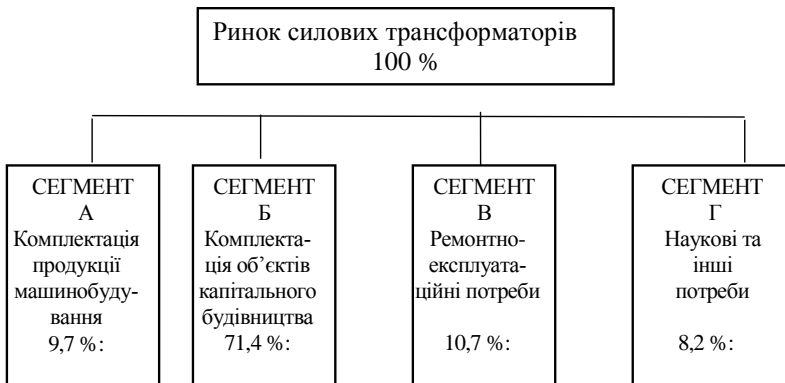 Ринок силових трансформаторів
100 %
СЕГМЕНТ
А
Комплектація
продукції
машинобуду-
вання
9,7 %:
СЕГМЕНТ
Б
Комплекта-
ція об’єктів
капітального
будівництва
71,4 %:
СЕГМЕНТ
В
Ремонтно-
експлуата-
ційні потреби
10,7 %:
СЕГМЕНТ
Г
Наукові та
інші
потреби
8,2 %: